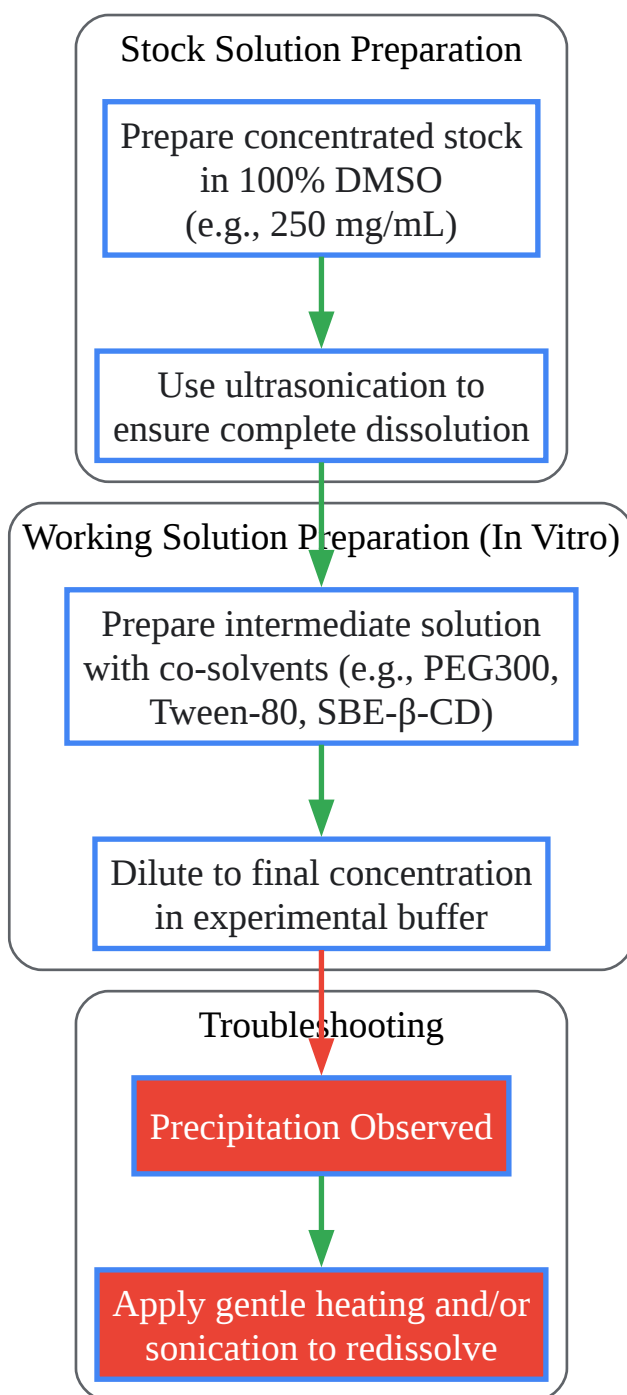 Stock Solution Preparation
Prepare concentrated stock
in 100% DMSO
(e.g., 250 mg/mL)
Use ultrasonication to
ensure complete dissolution
Working Solution Preparation (In Vitro)
Prepare intermediate solution
with co-solvents (e.g., PEG300,
Tween-80, SBE-β-CD)
Dilute to final concentration
in experimental buffer
Troubleshooting
Precipitation Observed
Apply gentle heating and/or
sonication to redissolve